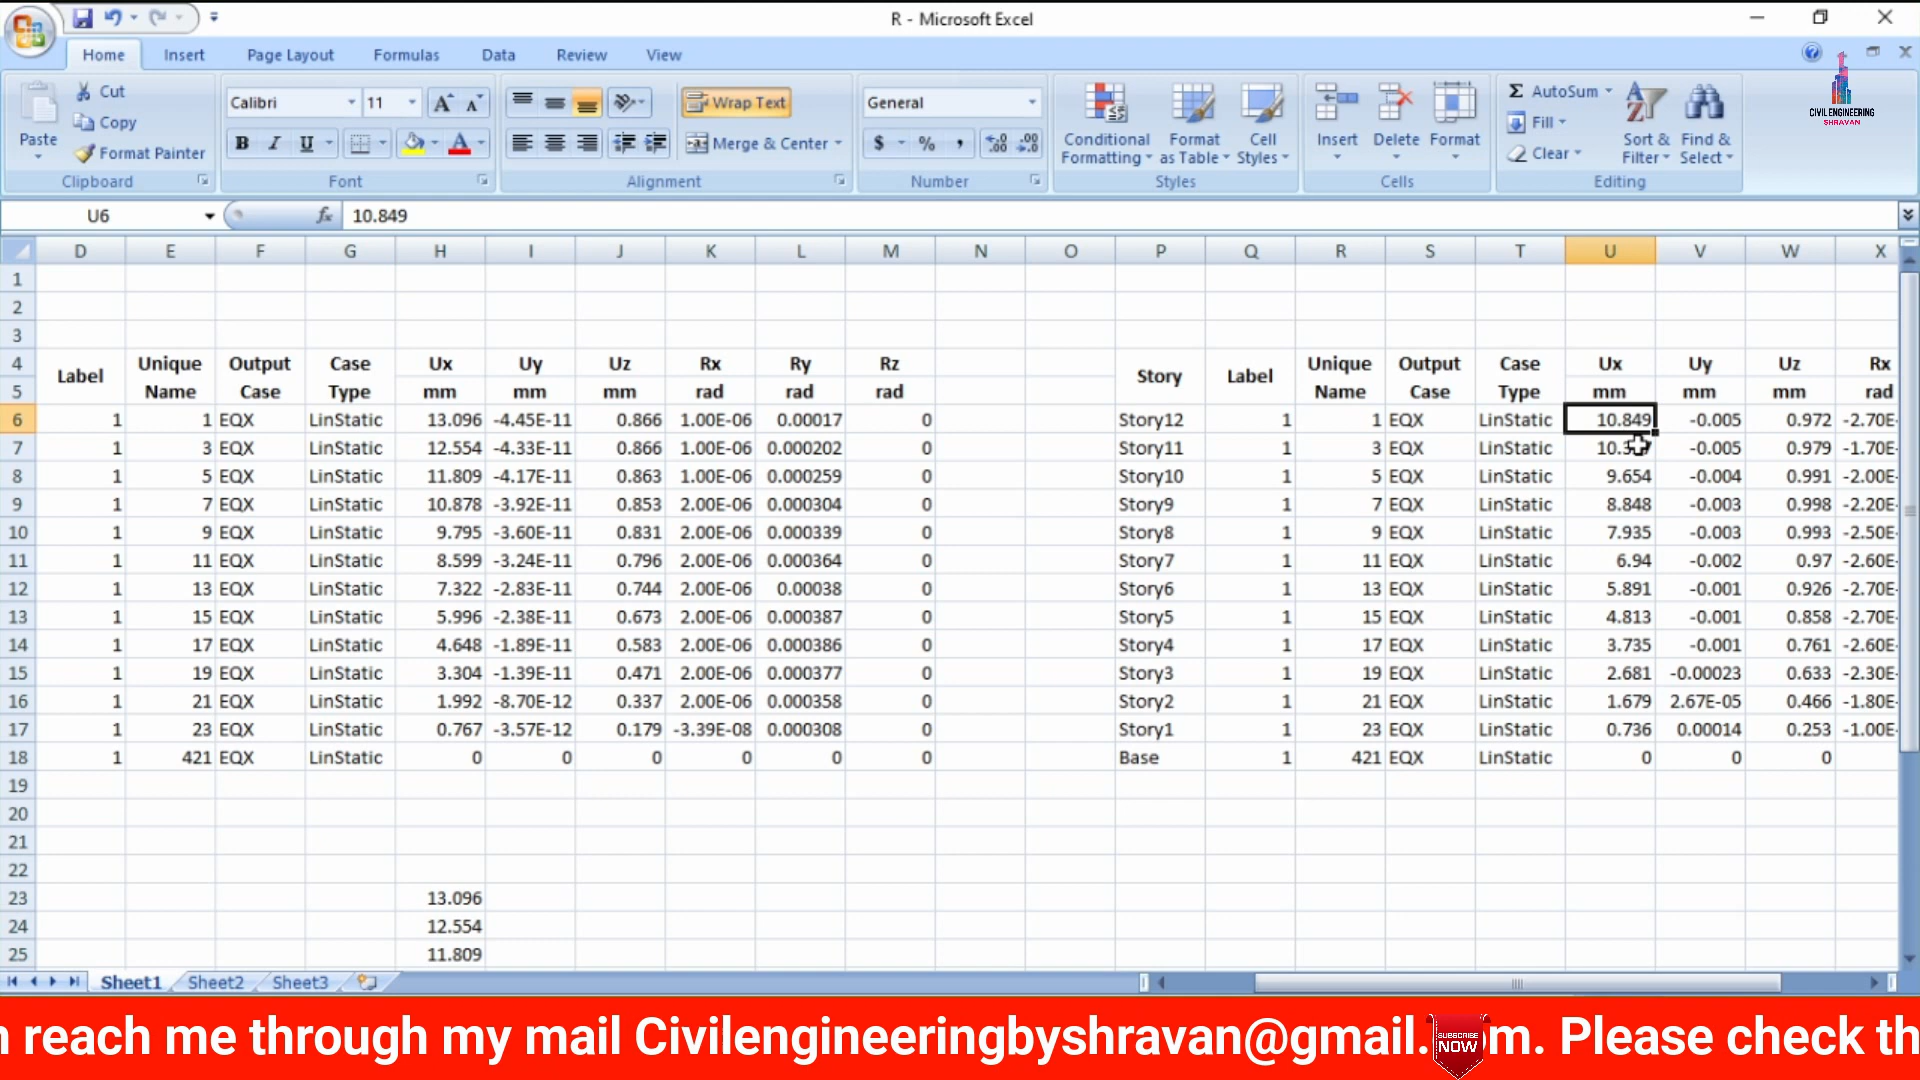 R - Microsoft Excel
Home Insert Page Layout Formulas Data Review View
Paste Cut Copy Format Painter Clipboard
Calibri 11 A A B I U A Font
Wrap Text Merge & Center Alignment
General $ % , Number
Conditional Formatting Format as Table Cell Styles Styles
Insert Delete Format Cells
Σ AutoSum Fill Clear Sort & Filter Find & Select Editing
CIVIL ENGINEERING
SHRAVAN
U6 fx 10.849
D E F G H I J K L M N O P Q R S T U V W X
1
2
3
4 Label Unique Output Case Ux Uy Uz Rx Ry Rz Story Label Unique Output Case Ux Uy Uz Rx
5 Name Case Type mm mm mm rad rad rad Name Case Type mm mm mm rad
6 1 1 EQX LinStatic 13.096 -4.45E-11 0.866 1.00E-06 0.00017 0 Story12 1 1 EQX LinStatic 10.849 -0.005 0.972 -2.70E-
7 1 3 EQX LinStatic 12.554 -4.33E-11 0.866 1.00E-06 0.000202 0 Story11 1 3 EQX LinStatic -0.005 0.979 -1.70E-
8 1 5 EQX LinStatic 11.809 -4.17E-11 0.863 1.00E-06 0.000259 0 Story10 1 5 EQX LinStatic 9.654 -0.004 0.991 -2.00E-
9 1 7 EQX LinStatic 10.878 -3.92E-11 0.853 2.00E-06 0.000304 0 Story9 1 7 EQX LinStatic 8.848 -0.003 0.998 -2.20E-
10 1 9 EQX LinStatic 9.795 -3.60E-11 0.831 2.00E-06 0.000339 0 Story8 1 9 EQX LinStatic 7.935 -0.003 0.993 -2.50E-
11 1 11 EQX LinStatic 8.599 -3.24E-11 0.796 2.00E-06 0.000364 0 Story7 1 11 EQX LinStatic 6.94 -0.002 0.97 -2.60E-
12 1 13 EQX LinStatic 7.322 -2.83E-11 0.744 2.00E-06 0.00038 0 Story6 1 13 EQX LinStatic 5.891 -0.001 0.926 -2.70E-
13 1 15 EQX LinStatic 5.996 -2.38E-11 0.673 2.00E-06 0.000387 0 Story5 1 15 EQX LinStatic 4.813 -0.001 0.858 -2.70E-
14 1 17 EQX LinStatic 4.648 -1.89E-11 0.583 2.00E-06 0.000386 0 Story4 1 17 EQX LinStatic 3.735 -0.001 0.761 -2.60E-
15 1 19 EQX LinStatic 3.304 -1.39E-11 0.471 2.00E-06 0.000377 0 Story3 1 19 EQX LinStatic 2.681 -0.00023 0.633 -2.30E-
16 1 21 EQX LinStatic 1.992 -8.70E-12 0.337 2.00E-06 0.000358 0 Story2 1 21 EQX LinStatic 1.679 2.67E-05 0.466 -1.80E-
17 1 23 EQX LinStatic 0.767 -3.57E-12 0.179 -3.39E-08 0.000308 0 Story1 1 23 EQX LinStatic 0.736 0.00014 0.253 -1.00E-
18 1 421 EQX LinStatic 0 0 0 0 0 0 Base 1 421 EQX LinStatic 0 0 0
19
20
21
22
23 13.096
24 12.554
25 11.809
Sheet1 Sheet2 Sheet3
reach me through my mail Civilengineeringbyshravan@gmail. m. Please check th
SUBSCRIBE
NOW